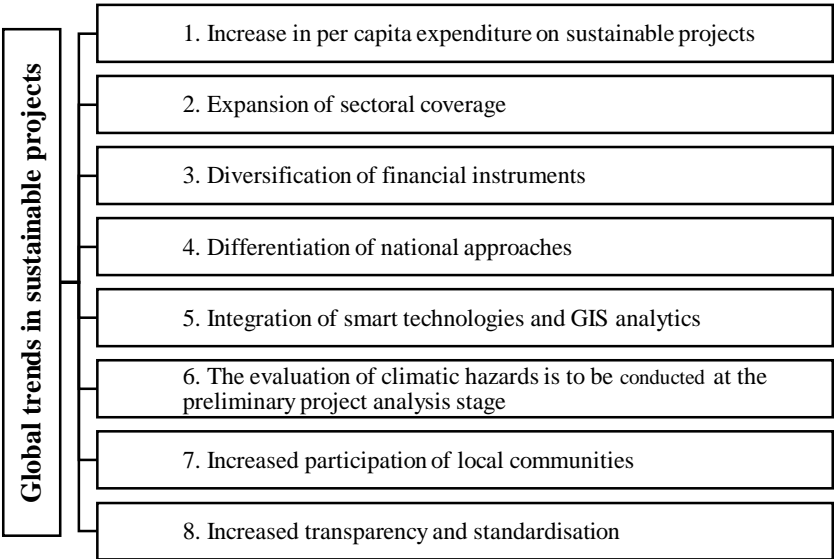 Global trends in sustainable projects
1. Increase in per capita expenditure on sustainable projects
2. Expansion of sectoral coverage
3. Diversification of financial instruments
4. Differentiation of national approaches
5. Integration of smart technologies and GIS analytics
6. The evaluation of climatic hazards is to be conducted at the
preliminary project analysis stage
7. Increased participation of local communities
8. Increased transparency and standardisation